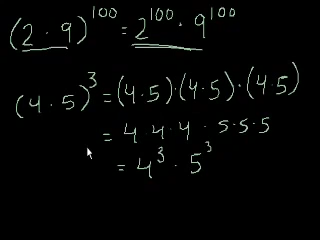 (2 · 9)^100 = 2^100 · 9^100
(4 · 5)^3 = (4·5)·(4·5)·(4·5)
= 4·4·4 · 5·5·5
= 4^3 · 5^3